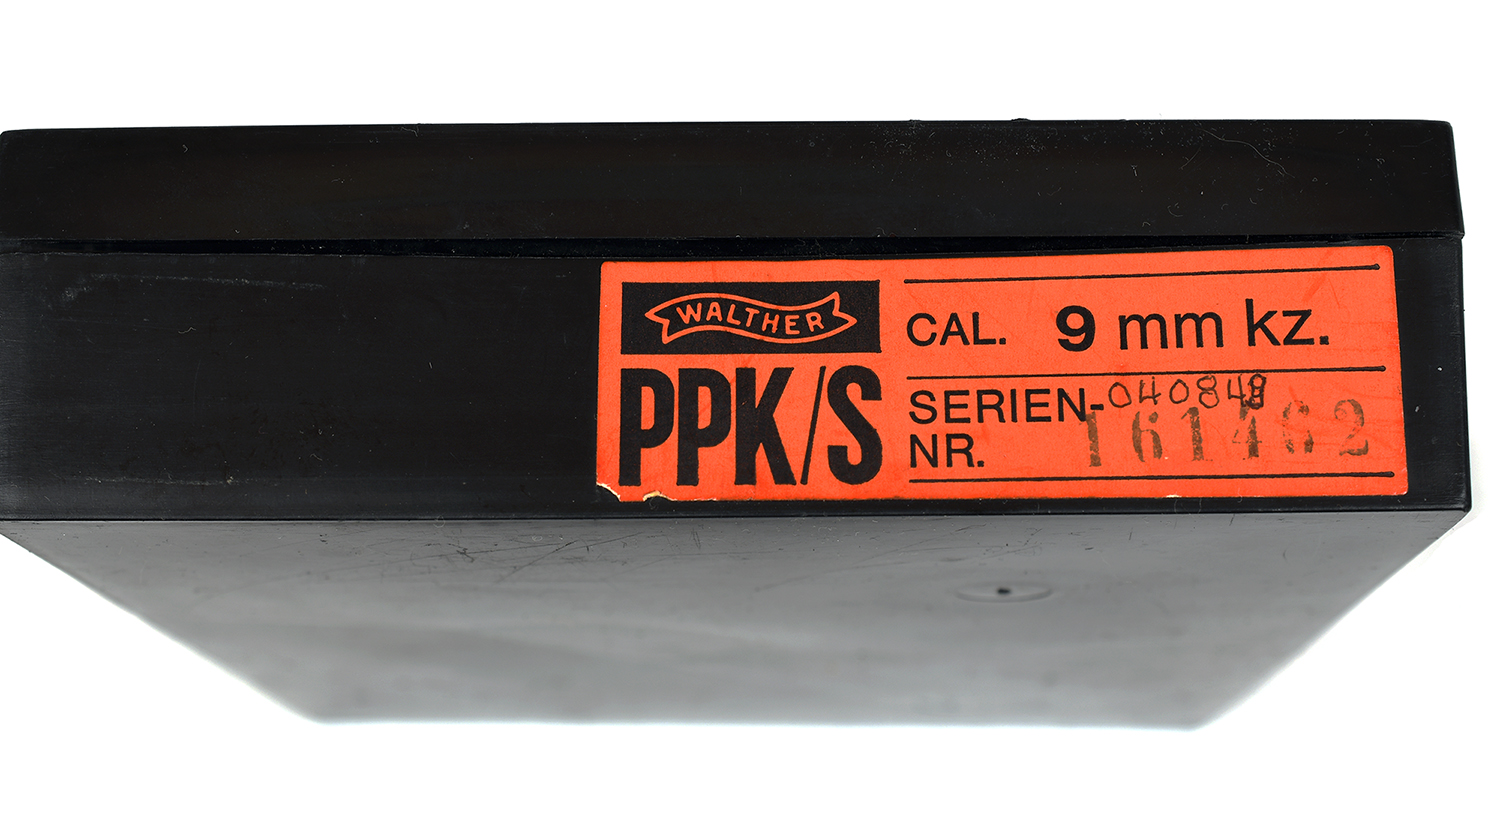 WALTHER
PPK/S
CAL. 9 mm kz.
SERIEN-
NR.
040848
161462